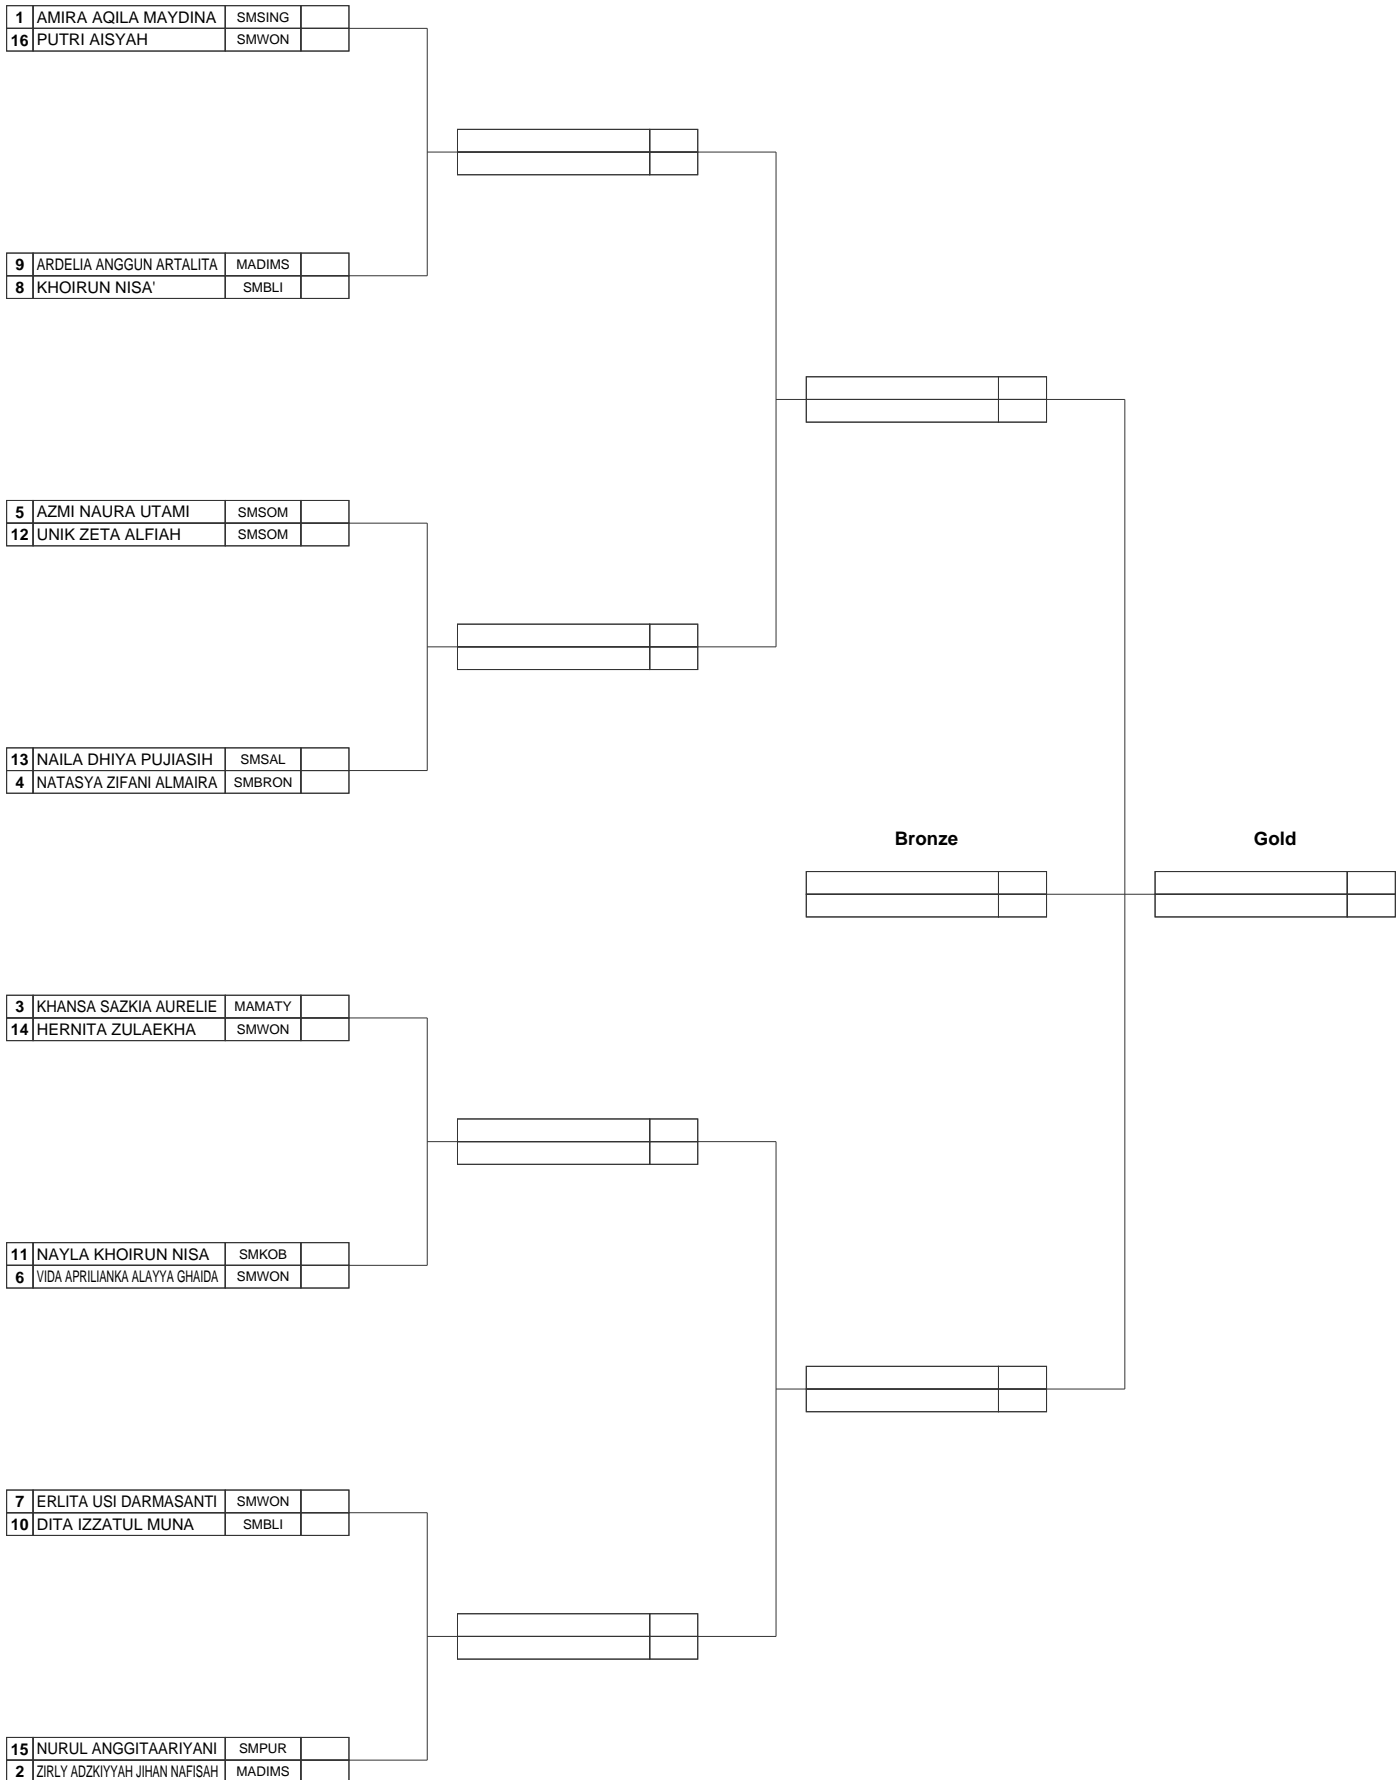 1 AMIRA AQILA MAYDINA SMSING
16 PUTRI AISYAH SMWON
9 ARDELIA ANGGUN ARTALITA MADIMS
8 KHOIRUN NISA' SMBLI
5 AZMI NAURA UTAMI SMSOM
12 UNIK ZETA ALFIAH SMSOM
13 NAILA DHIYA PUJIASIH SMSAL
4 NATASYA ZIFANI ALMAIRA SMBRON
Bronze Gold
3 KHANSA SAZKIA AURELIE MAMATY
14 HERNITA ZULAEKHA SMWON
11 NAYLA KHOIRUN NISA SMKOB
6 VIDA APRILIANKA ALAYYA GHAIDA SMWON
7 ERLITA USI DARMASANTI SMWON
10 DITA IZZATUL MUNA SMBLI
15 NURUL ANGGITAARIYANI SMPUR
2 ZIRLY ADZKIYYAH JIHAN NAFISAH MADIMS